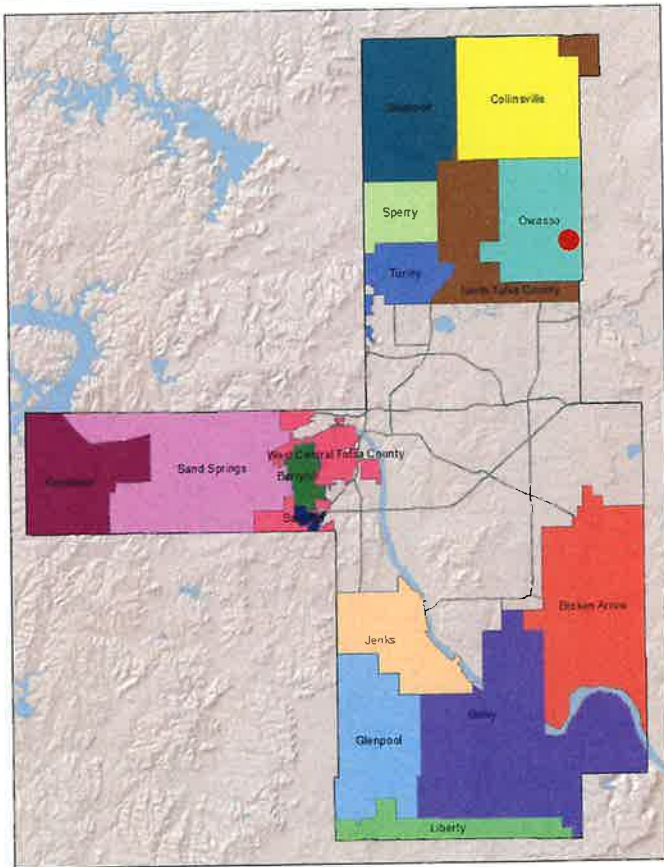 Skiatook
Collinsville
Sperry
Owasso
Turley
North Tulsa County
West Central Tulsa County
Sand Springs
Berryhill
Keystone
Broken Arrow
Jenks
Bixby
Glenpool
Liberty